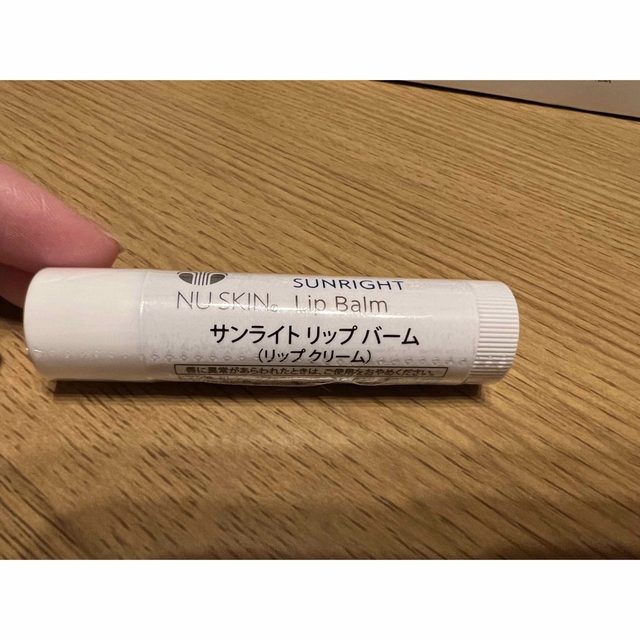 SUNRIGHT
NU SKIN® Lip Balm
サンライト リップ バーム
(リップ クリーム)
唇に異常があらわれたときは、ご使用をおやめください。